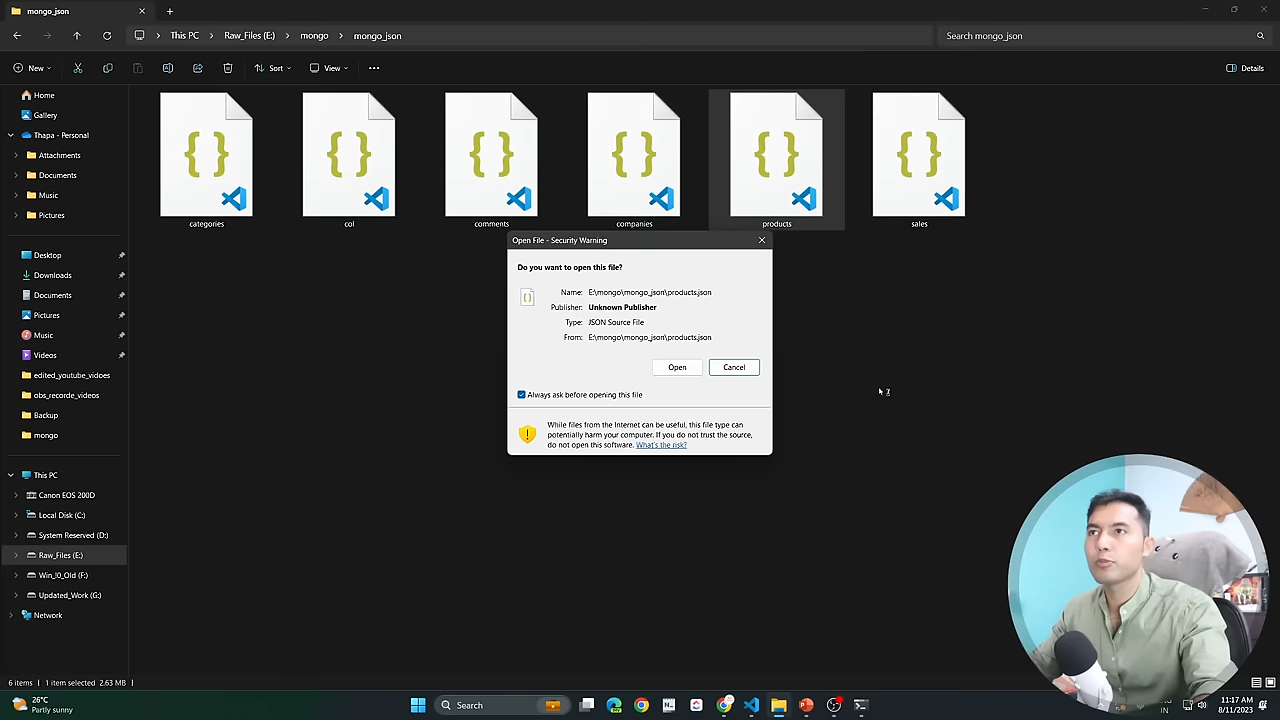 mongo_json
This PC > Raw_Files (E:) > mongo > mongo_json
Search mongo_json
New
Sort
View
Details
Home
Gallery
Thapa - Personal
Attachments
Documents
Music
Pictures
Desktop
Downloads
Documents
Pictures
Music
Videos
edited_youtube_vidoes
obs_recorde_videos
Backup
mongo
This PC
Canon EOS 200D
Local Disk (C:)
System Reserved (D:)
Raw_Files (E:)
Win_l0_Old (F:)
Updated_Work (G:)
Network
categories
col
comments
companies
products
sales
Open File - Security Warning
Do you want to open this file?
Name: E:\mongo\mongo_json\products.json
Publisher: Unknown Publisher
Type: JSON Source File
From: E:\mongo\mongo_json\products.json
Open
Cancel
Always ask before opening this file
While files from the Internet can be useful, this file type can
potentially harm your computer. If you do not trust the source,
do not open this software. What's the risk?
6 items | 1 item selected 2.63 MB |
26°C
Partly sunny
Search
IN
11:17 AM
8/11/2023